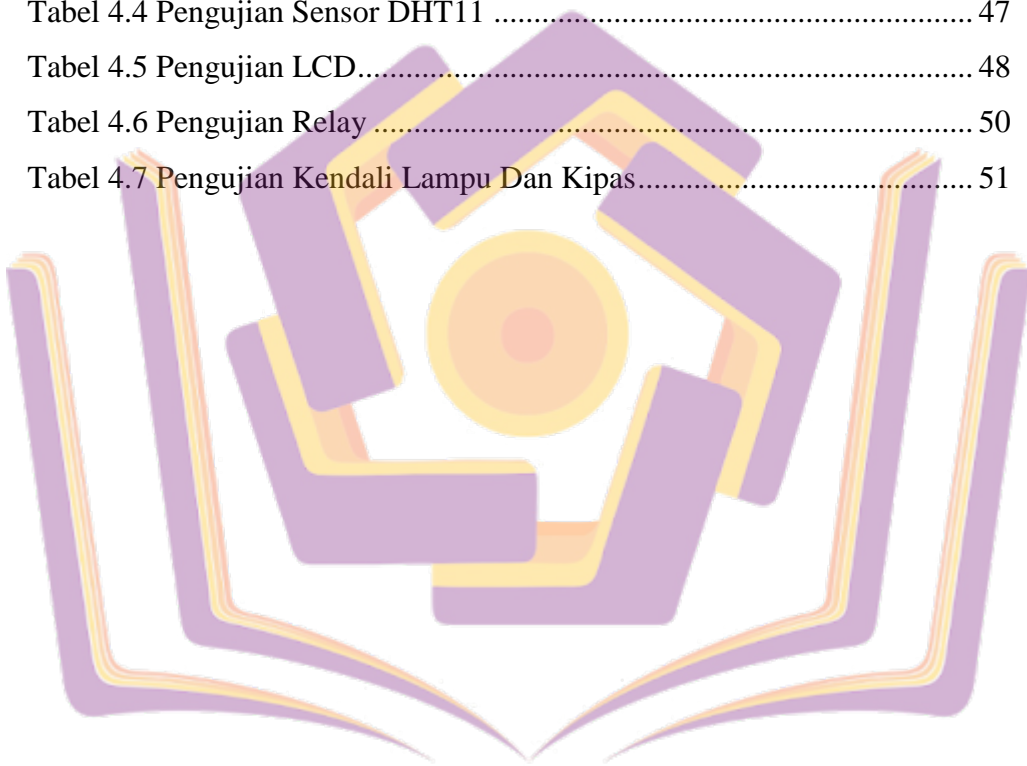 Tabel 4.4 Pengujian Sensor DHT11 ................................................................ 47
Tabel 4.5 Pengujian LCD................................................................................. 48
Tabel 4.6 Pengujian Relay ............................................................................... 50
Tabel 4.7 Pengujian Kendali Lampu Dan Kipas............................................. 51